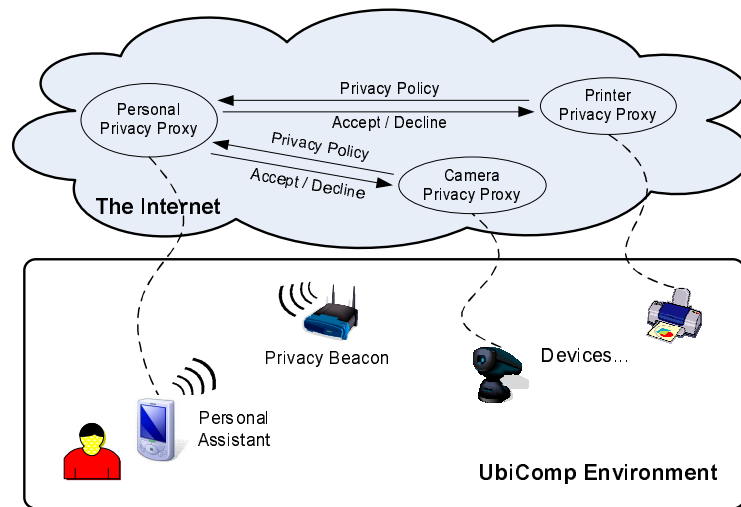 Privacy Policy
Personal
Privacy Proxy
Printer
Privacy Proxy
Accept / Decline
Privacy Policy
Accept / Decline
Camera
Privacy Proxy
The Internet
Privacy Beacon
Devices...
Personal
Assistant
UbiComp Environment